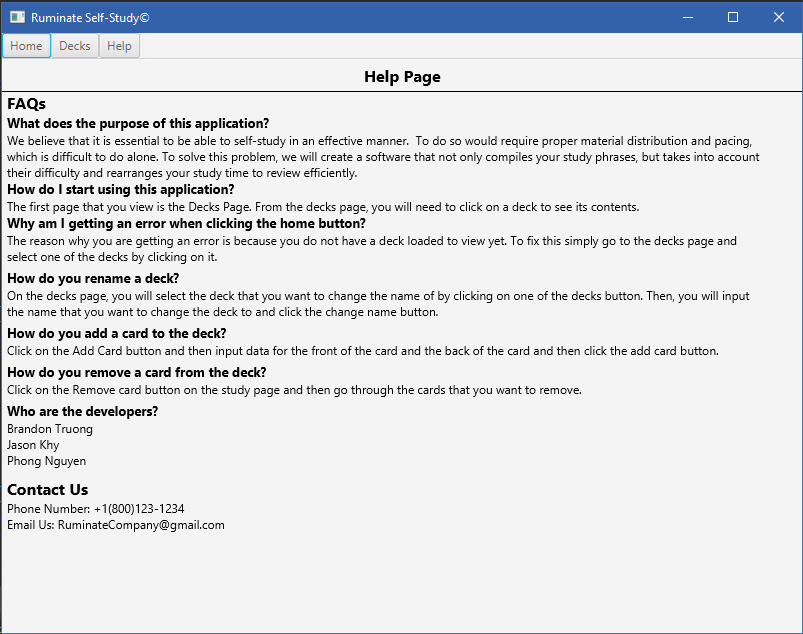 Ruminate Self-Study©
Home Decks Help
Help Page
FAQs
What does the purpose of this application?
We believe that it is essential to be able to self-study in an effective manner.  To do so would require proper material distribution and pacing,
which is difficult to do alone. To solve this problem, we will create a software that not only compiles your study phrases, but takes into account
their difficulty and rearranges your study time to review efficiently.
How do I start using this application?
The first page that you view is the Decks Page. From the decks page, you will need to click on a deck to see its contents.
Why am I getting an error when clicking the home button?
The reason why you are getting an error is because you do not have a deck loaded to view yet. To fix this simply go to the decks page and
select one of the decks by clicking on it.
How do you rename a deck?
On the decks page, you will select the deck that you want to change the name of by clicking on one of the decks button. Then, you will input
the name that you want to change the deck to and click the change name button.
How do you add a card to the deck?
Click on the Add Card button and then input data for the front of the card and the back of the card and then click the add card button.
How do you remove a card from the deck?
Click on the Remove card button on the study page and then go through the cards that you want to remove.
Who are the developers?
Brandon Truong
Jason Khy
Phong Nguyen
Contact Us
Phone Number: +1(800)123-1234
Email Us: RuminateCompany@gmail.com